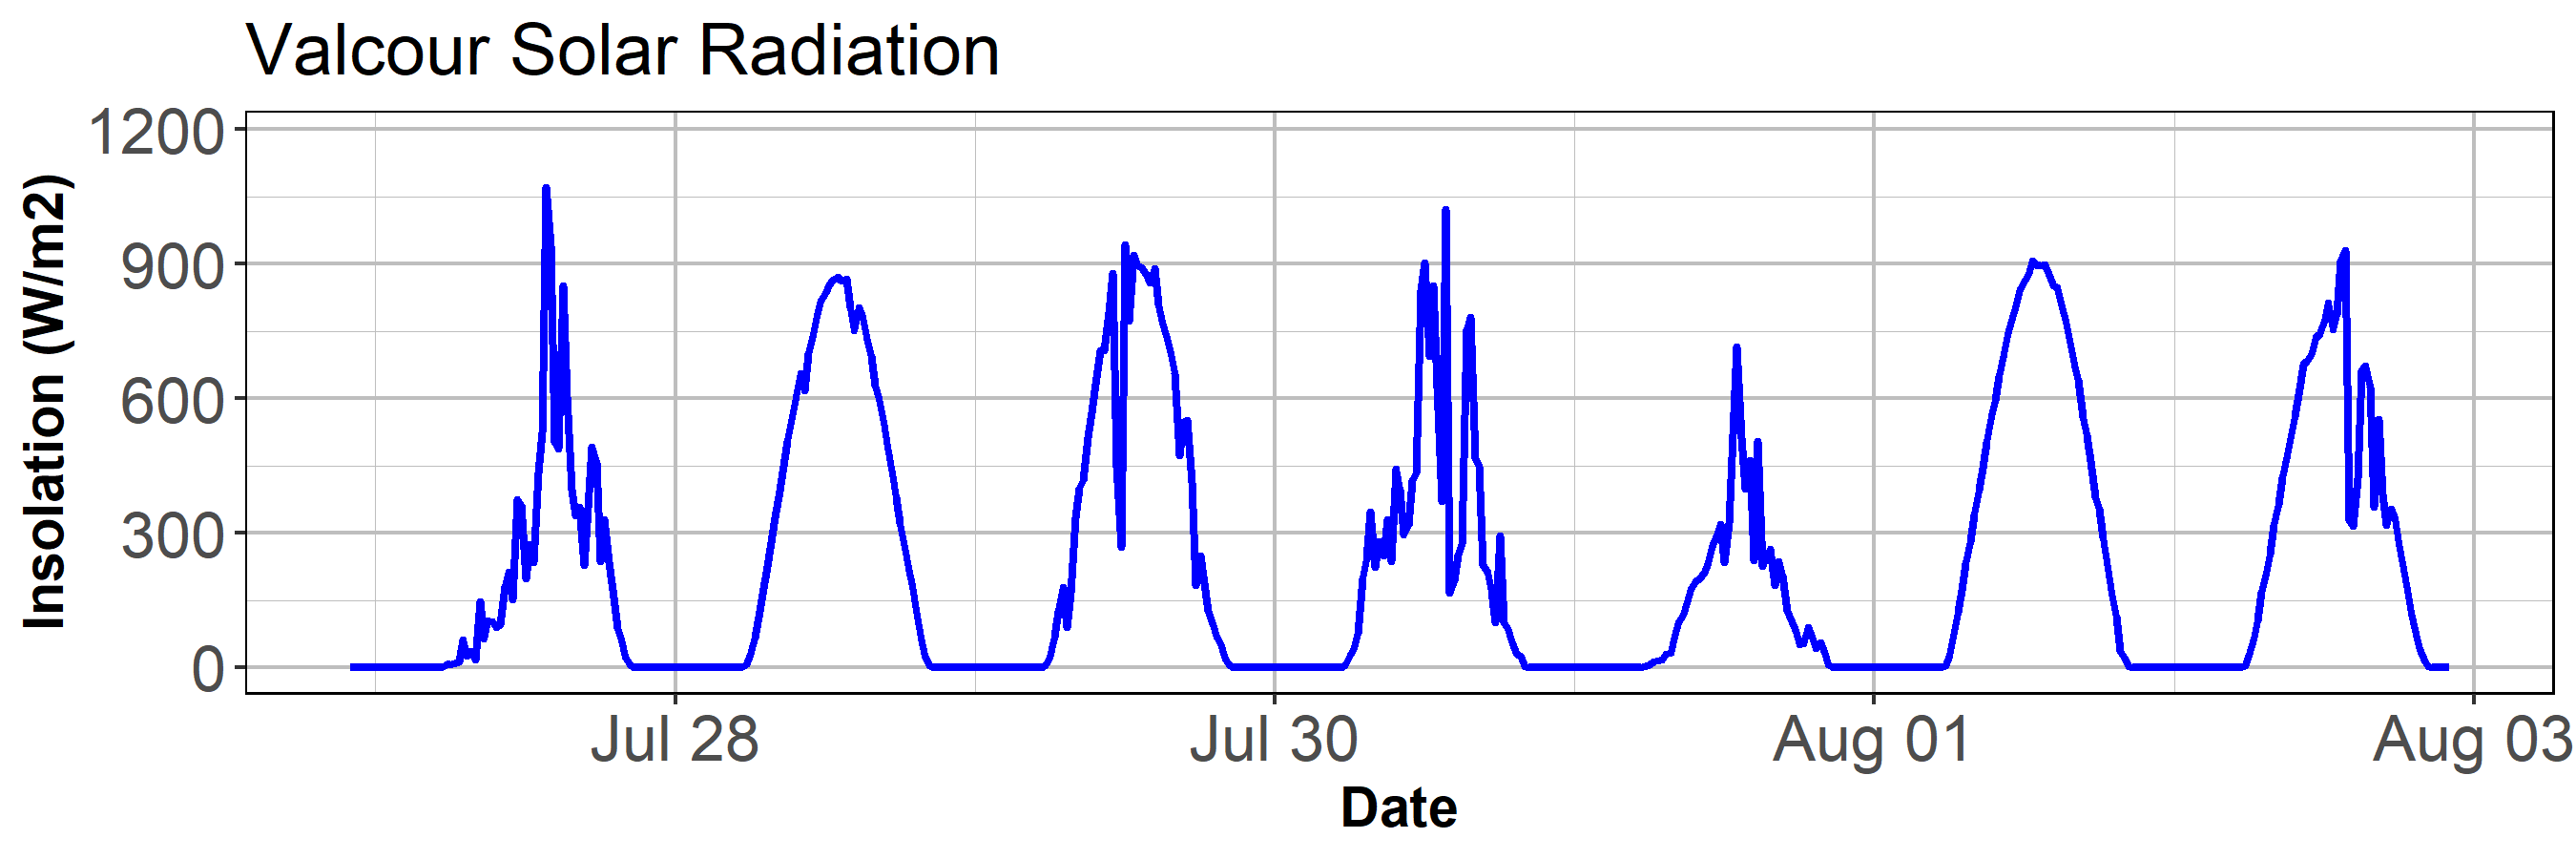 Valcour Solar Radiation
Insolation (W/m2)
1200
900
600
300
0
Jul 28
Jul 30
Aug 01
Aug 03
Date